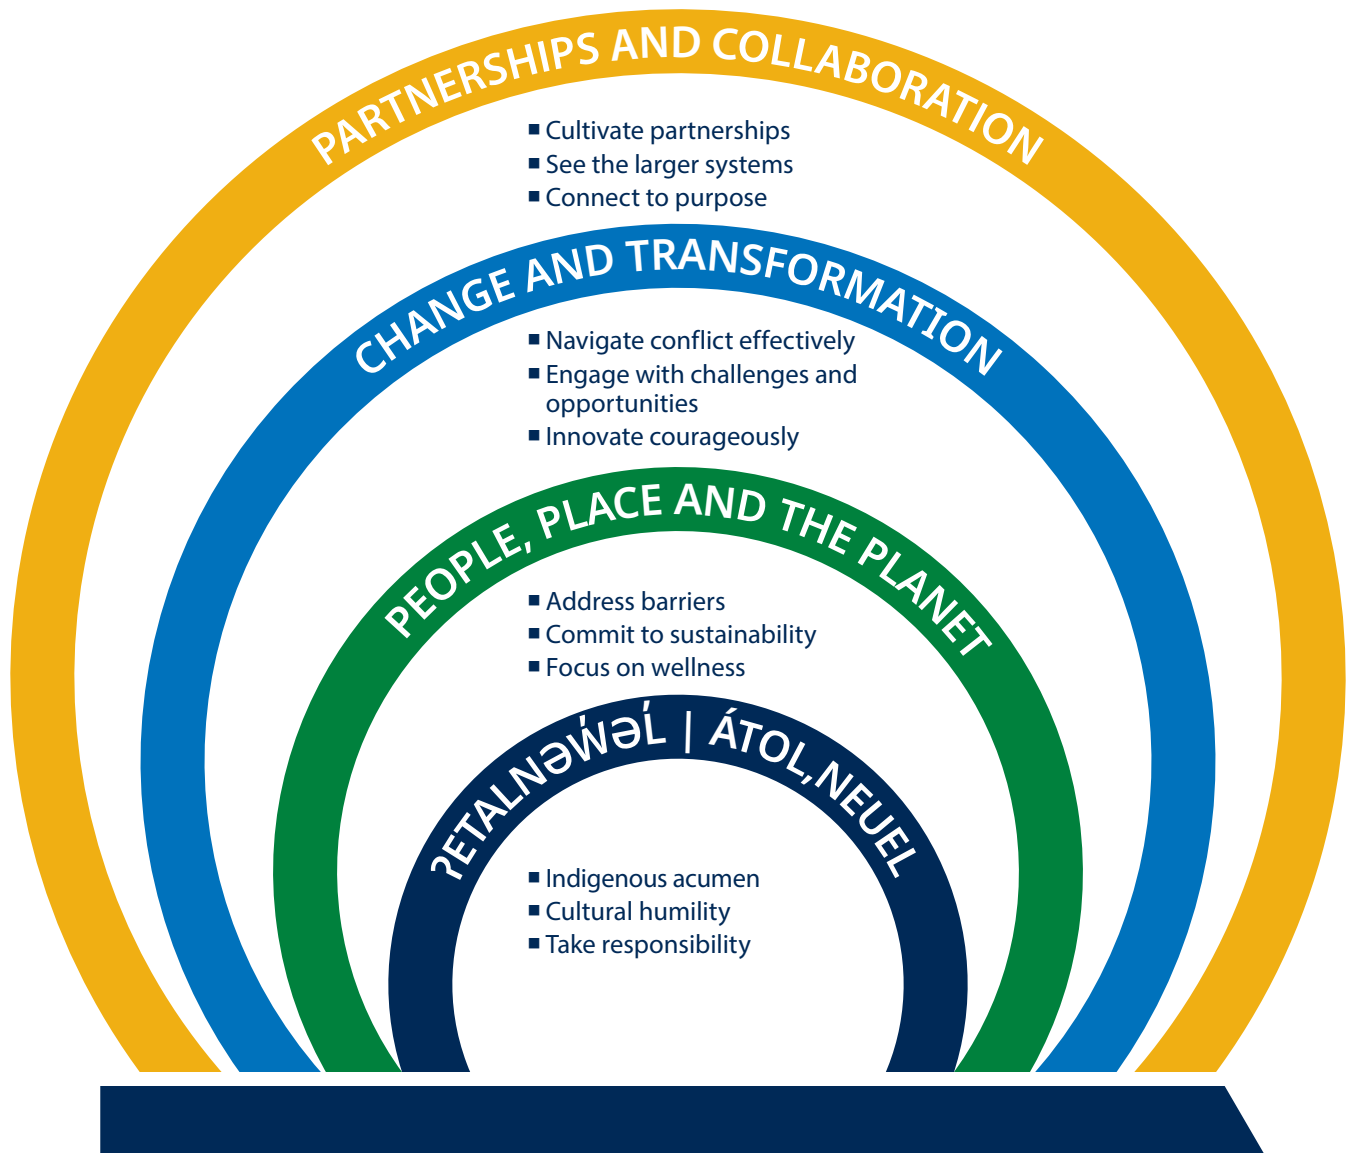 PARTNERSHIPS AND COLLABORATION
▪ Cultivate partnerships
▪ See the larger systems
▪ Connect to purpose
CHANGE AND TRANSFORMATION
▪ Navigate conflict effectively
▪ Engage with challenges and
opportunities
▪ Innovate courageously
PEOPLE, PLACE AND THE PLANET
▪ Address barriers
▪ Commit to sustainability
▪ Focus on wellness
ʔETALNƏW̓ƏL̓ | ÁTOL,NEUEL
▪ Indigenous acumen
▪ Cultural humility
▪ Take responsibility